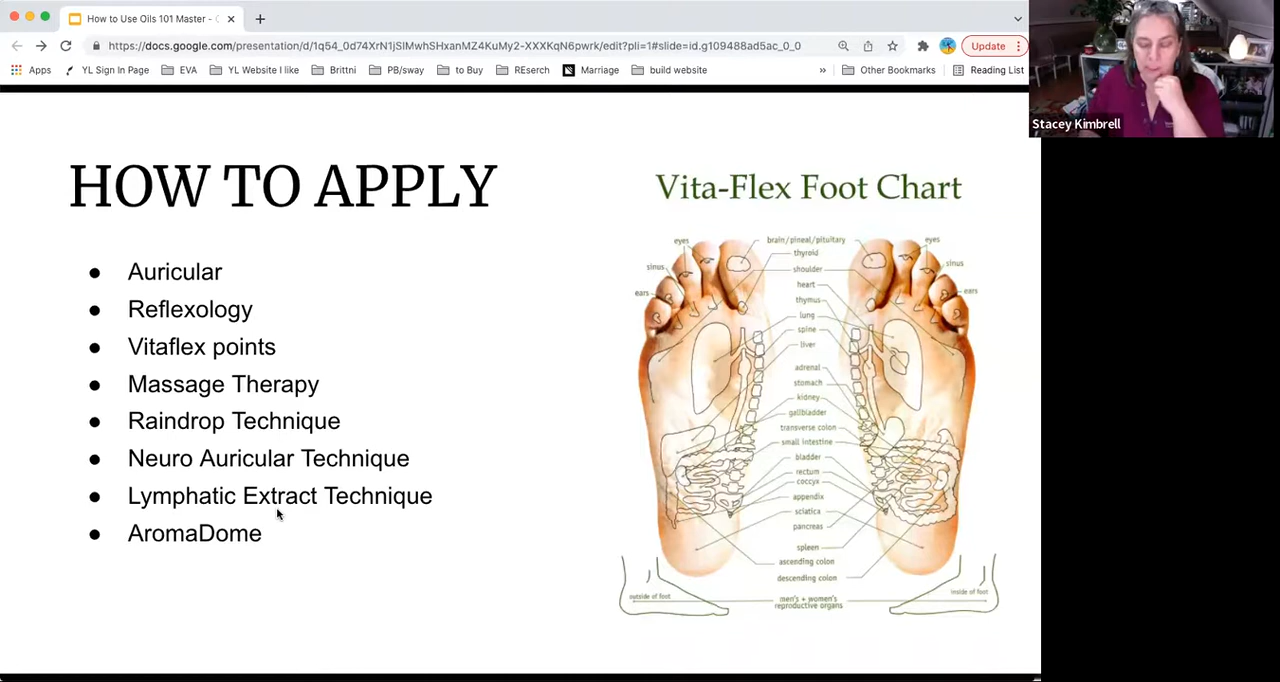 How to Use Oils 101 Master - 
https://docs.google.com/presentation/d/1q54_0d74XrN1jSIMwhSHxanMZ4KuMy2-XXXKqN6pwrk/edit?pli=1#slide=id.g109488ad5ac_0_0
Update
Apps YL Sign In Page EVA YL Website I like Brittni PB/sway to Buy REserch Marriage build website » Other Bookmarks Reading List
Stacey Kimbrell
HOW TO APPLY
● Auricular
● Reflexology
● Vitaflex points
● Massage Therapy
● Raindrop Technique
● Neuro Auricular Technique
● Lymphatic Extract Technique
● AromaDome
Vita-Flex Foot Chart
eyes brain/pineal/pituitary eyes
thyroid
sinus shoulder sinus
heart
ears thymus ears
lung
spine
liver
adrenal
stomach
kidney
gallbladder
transverse colon
small intestine
bladder
rectum
coccyx
appendix
sciatica
pancreas
spleen
ascending colon
descending colon
outside of foot men's + women's inside of foot
reproductive organs